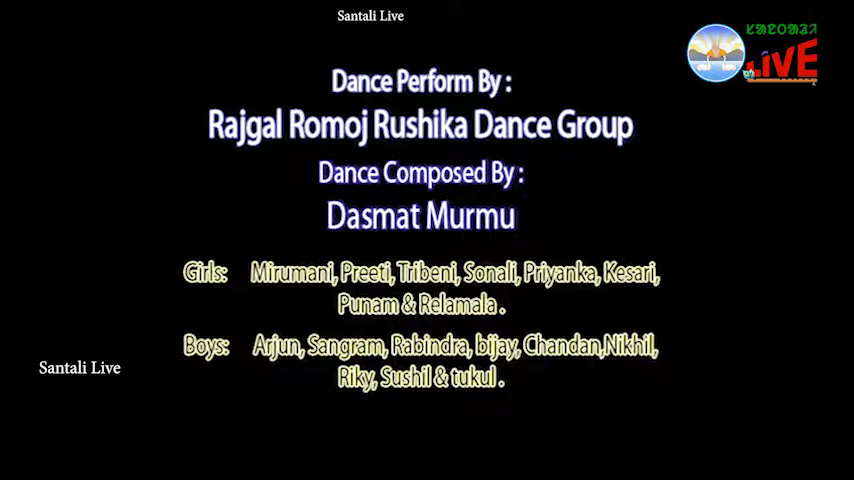 Santali Live
ᱥᱟᱱᱛᱟᱲᱤ
LiVE
Dance Perform By :
Rajgal Romoj Rushika Dance Group
Dance Composed By :
Dasmat Murmu
Girls: Mirumani, Preeti, Tribeni, Sonali, Priyanka, Kesari,
Punam & Relamala .
Boys: Arjun, Sangram, Rabindra, bijay, Chandan,Nikhil,
Riky, Sushil & tukul .
Santali Live